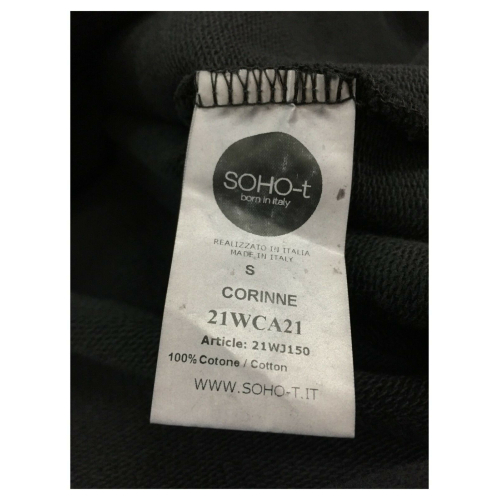 SOHO-t
born in italy
REALIZZATO IN ITALIA
MADE IN ITALY
S
CORINNE
21WCA21
Article: 21WJ150
100% Cotone / Cotton
WWW.SOHO-T.IT